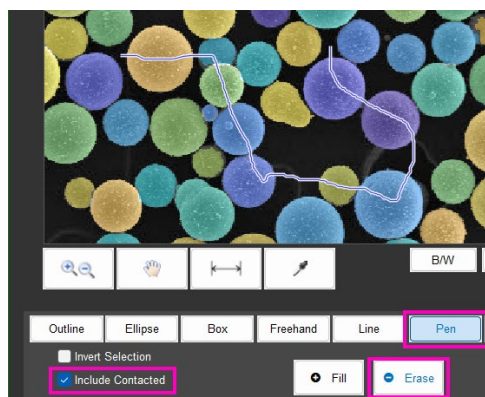 B/W
Outline Ellipse Box Freehand Line Pen
Invert Selection
Include Contacted
Fill Erase